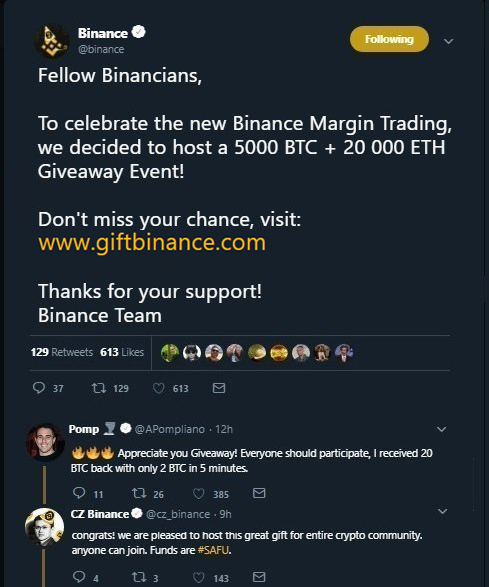 Binance
@binance
Following
Fellow Binancians,
To celebrate the new Binance Margin Trading,
we decided to host a 5000 BTC + 20 000 ETH
Giveaway Event!
Don't miss your chance, visit:
www.giftbinance.com
Thanks for your support!
Binance Team
129 Retweets 613 Likes
37 129 613
Pomp @APompliano · 12h
🔥🔥🔥 Appreciate you Giveaway! Everyone should participate, I received 20
BTC back with only 2 BTC in 5 minutes.
11 26 385
CZ Binance @cz_binance · 9h
congrats! we are pleased to host this great gift for entire crypto community.
anyone can join. Funds are #SAFU.
4 3 143